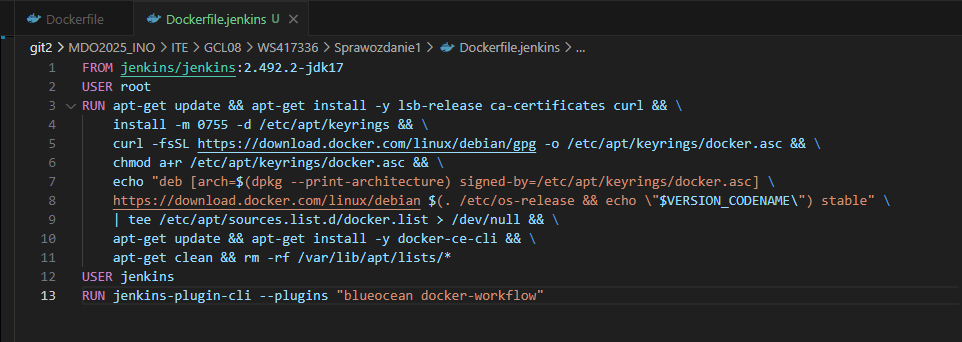 Dockerfile Dockerfile.jenkins U ×
git2 > MDO2025_INO > ITE > GCL08 > WS417336 > Sprawozdanie1 > Dockerfile.jenkins > ...
1 FROM jenkins/jenkins:2.492.2-jdk17
2 USER root
3 RUN apt-get update && apt-get install -y lsb-release ca-certificates curl && \
4 install -m 0755 -d /etc/apt/keyrings && \
5 curl -fsSL https://download.docker.com/linux/debian/gpg -o /etc/apt/keyrings/docker.asc && \
6 chmod a+r /etc/apt/keyrings/docker.asc && \
7 echo "deb [arch=$(dpkg --print-architecture) signed-by=/etc/apt/keyrings/docker.asc] \
8 https://download.docker.com/linux/debian $(. /etc/os-release && echo \"$VERSION_CODENAME\") stable" \
9 | tee /etc/apt/sources.list.d/docker.list > /dev/null && \
10 apt-get update && apt-get install -y docker-ce-cli && \
11 apt-get clean && rm -rf /var/lib/apt/lists/*
12 USER jenkins
13 RUN jenkins-plugin-cli --plugins "blueocean docker-workflow"